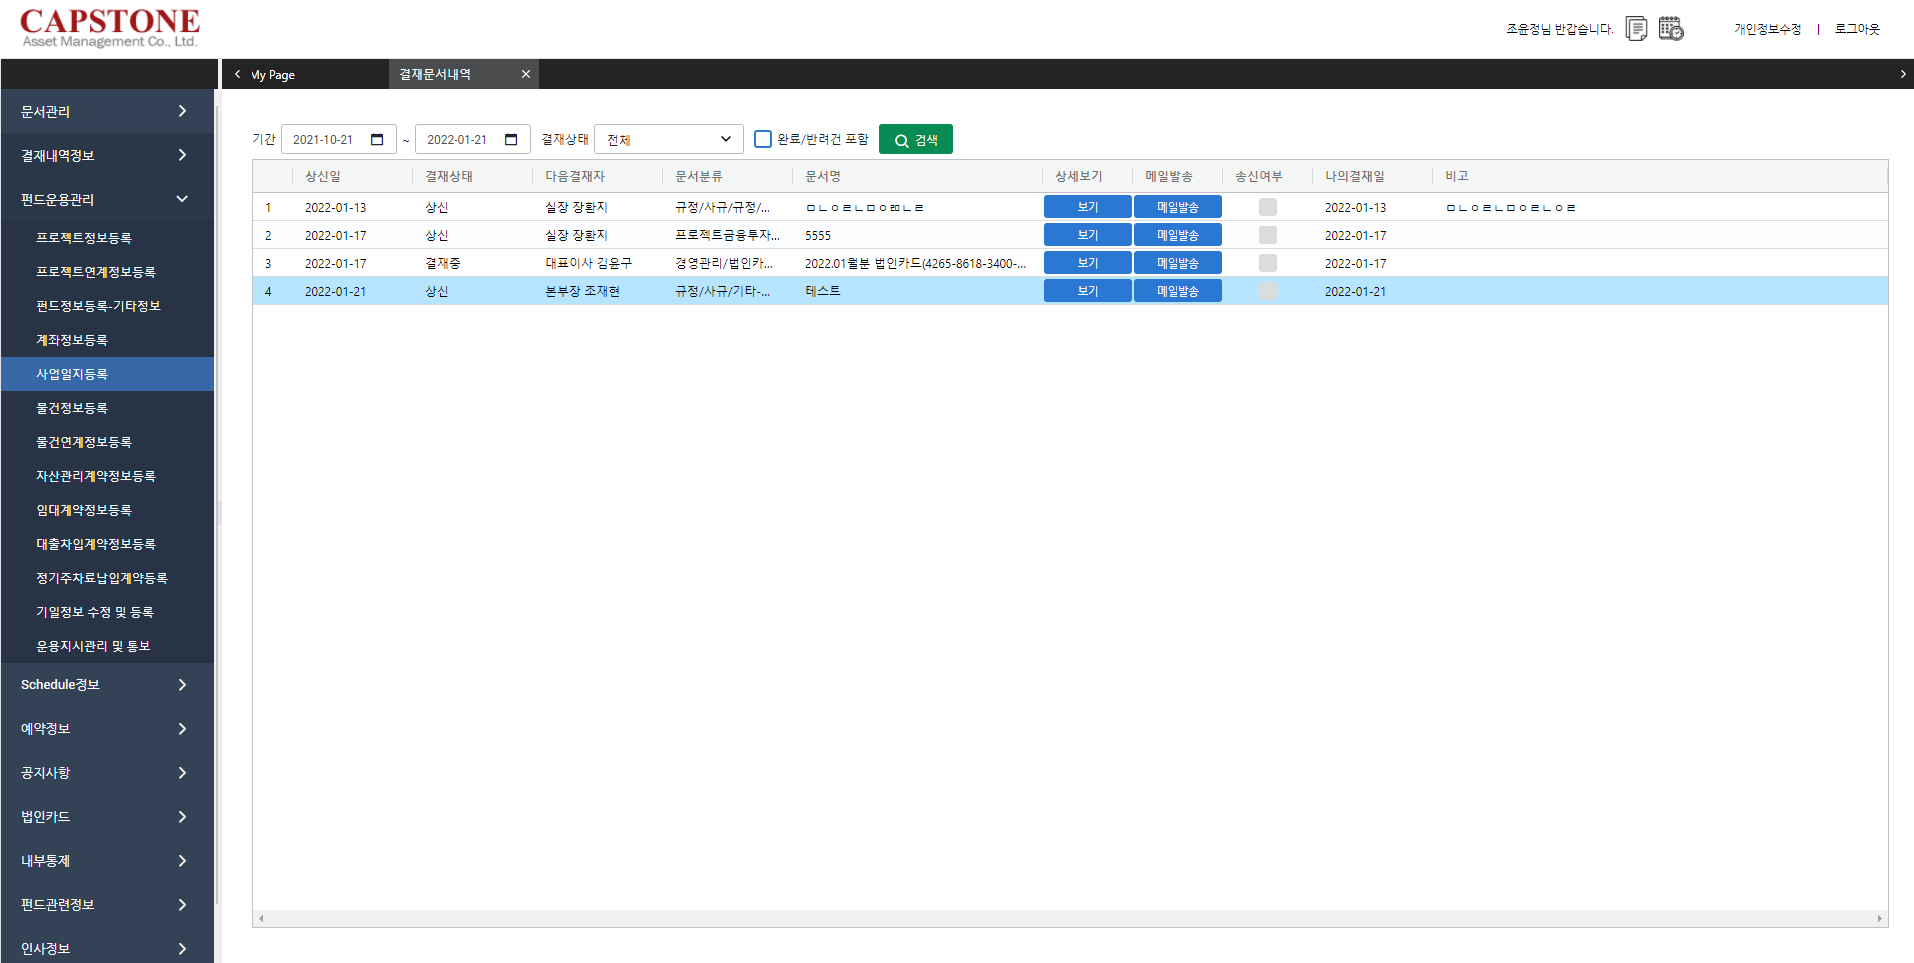 CAPSTONE
Asset Management Co., Ltd.
조윤정님 반갑습니다.
개인정보수정 | 로그아웃
My Page
결재문서내역
문서관리
결재내역정보
펀드운용관리
프로젝트정보등록
프로젝트연계정보등록
펀드정보등록-기타정보
계좌정보등록
사업일지등록
물건정보등록
물건연계정보등록
자산관리계약정보등록
임대계약정보등록
대출차입계약정보등록
정기주차료납입계약등록
기일정보 수정 및 등록
운용지시관리 및 통보
Schedule정보
예약정보
공지사항
법인카드
내부통제
펀드관련정보
인사정보
기간 2021-10-21 ~ 2022-01-21 결재상태 전체 완료/반려건 포함 검색
상신일 결재상태 다음결재자 문서분류 문서명 상세보기 메일발송 송신여부 나의결재일 비고
1 2022-01-13 상신 실장 장환지 규정/사규/규정/... ㅁㄴㅇㄹㄴㅁㅇㄻㄴㄹ 보기 메일발송 2022-01-13 ㅁㄴㅇㄹㄴㅁㅇㄹㄴㅇㄹ
2 2022-01-17 상신 실장 장환지 프로젝트금융투자... 5555 보기 메일발송 2022-01-17
3 2022-01-17 결재중 대표이사 김윤구 경영관리/법인카... 2022.01월분 법인카드(4265-8618-3400-... 보기 메일발송 2022-01-17
4 2022-01-21 상신 본부장 조재현 규정/사규/기타-... 테스트 보기 메일발송 2022-01-21